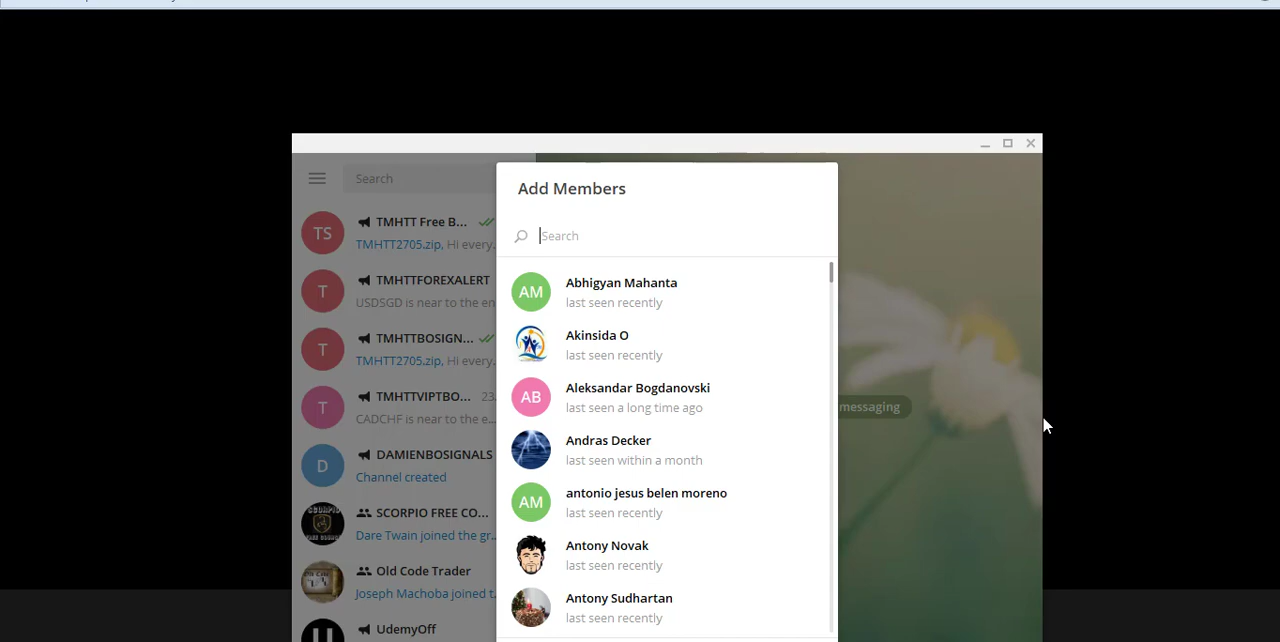 Search
TS
TMHTT Free B...
TMHTT2705.zip, Hi every...
T
TMHTTFOREXALERT
USDSGD is near to the en
T
TMHTTBOSIGN...
TMHTT2705.zip, Hi every...
T
TMHTTVIPTBO... 23.
CADCHF is near to the e...
D
DAMIENBOSIGNALS
Channel created
SCORPIO FREE CO...
Dare Twain joined the gr...
Old Code Trader
Joseph Machoba joined t...
UdemyOff
Add Members
Search
AM
Abhigyan Mahanta
last seen recently
Akinsida O
last seen recently
AB
Aleksandar Bogdanovski
last seen a long time ago
Andras Decker
last seen within a month
AM
antonio jesus belen moreno
last seen recently
Antony Novak
last seen recently
Antony Sudhartan
last seen recently
messaging